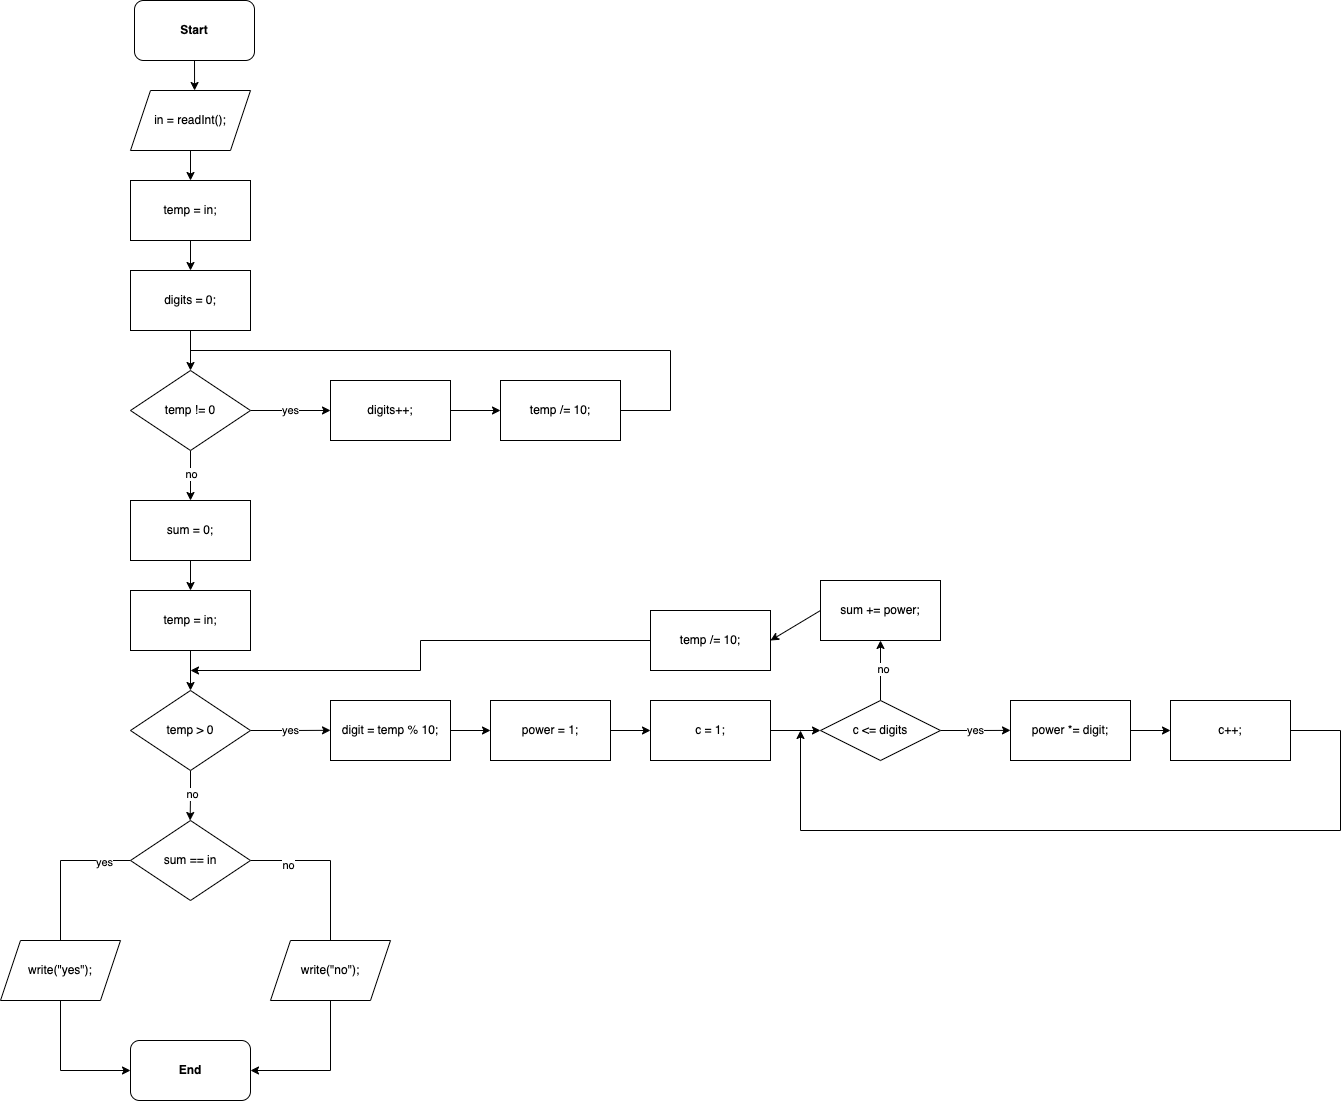 Start
in = readInt();
temp = in;
digits = 0;
temp != 0
yes
digits++;
temp /= 10;
no
sum = 0;
temp = in;
temp > 0
yes
digit = temp % 10;
power = 1;
c = 1;
c <= digits
yes
power *= digit;
c++;
no
sum += power;
temp /= 10;
no
sum == in
yes
no
write("yes");
write("no");
End